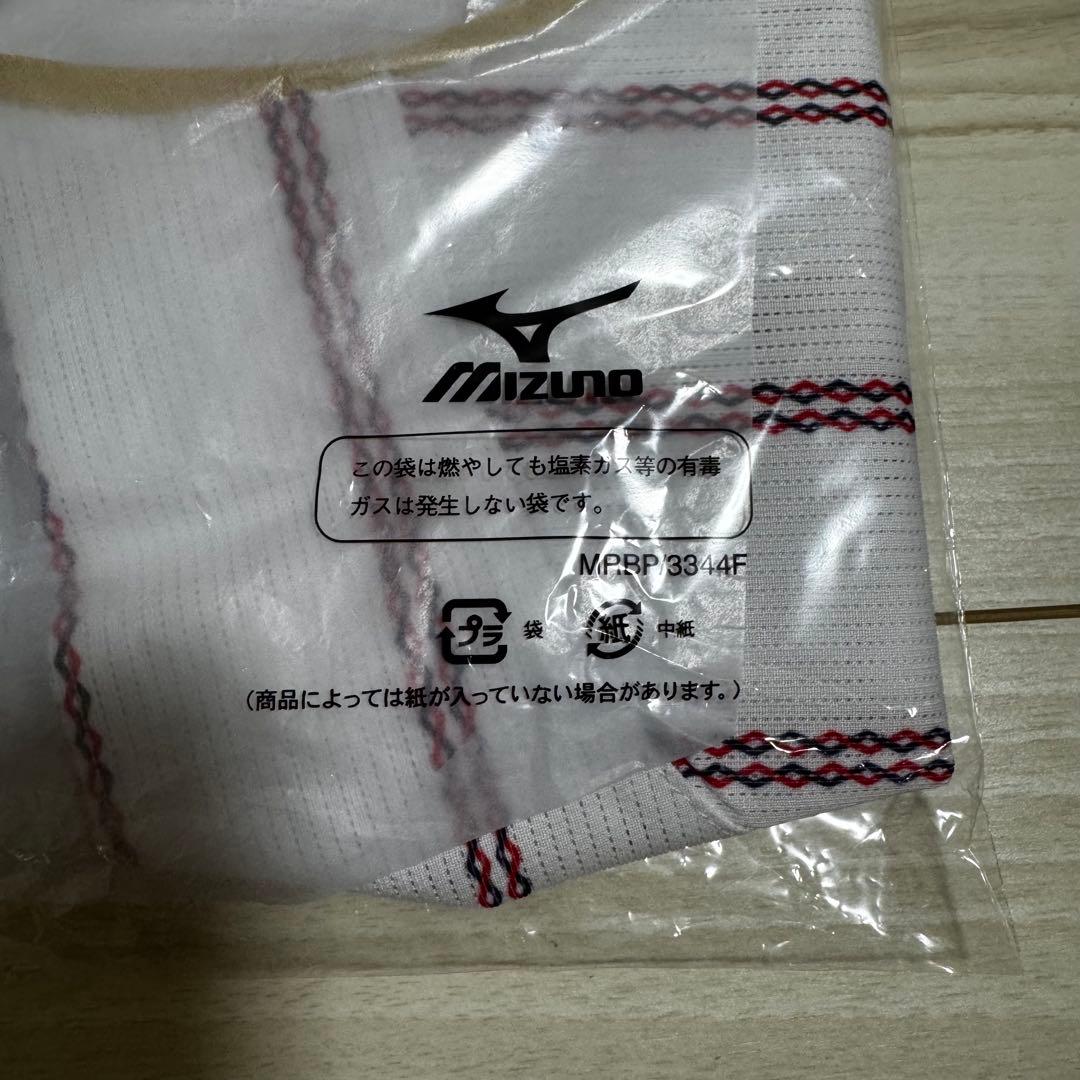 MIZUNO
この袋は燃やしても塩素ガス等の有毒
ガスは発生しない袋です。
MRBP/3344F
プラ 袋 紙 中紙
(商品によっては紙が入っていない場合があります。)